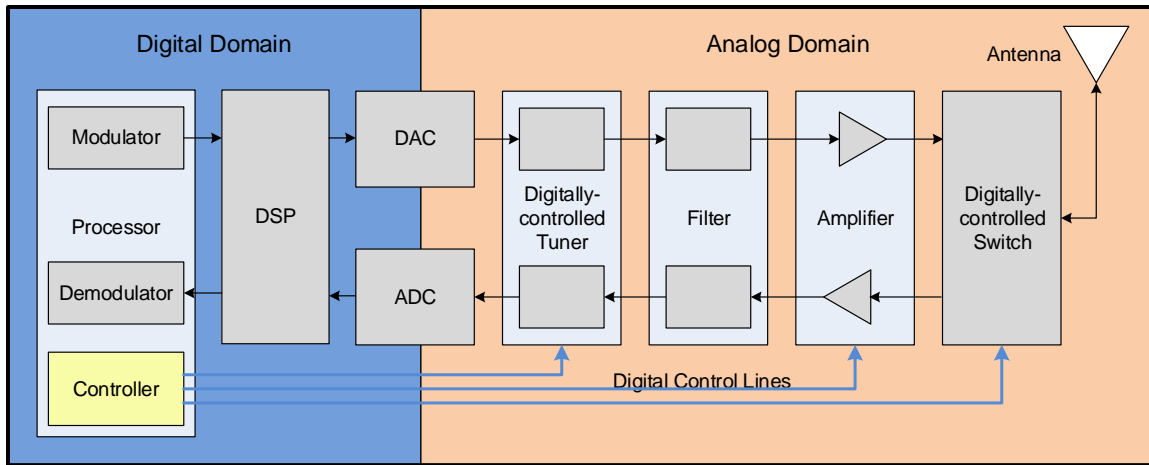 Digital Domain
Analog Domain
Antenna
Modulator
DAC
DSP
Processor
Digitally-
controlled
Tuner
Filter
Amplifier
Digitally-
controlled
Switch
Demodulator
ADC
Controller
Digital Control Lines